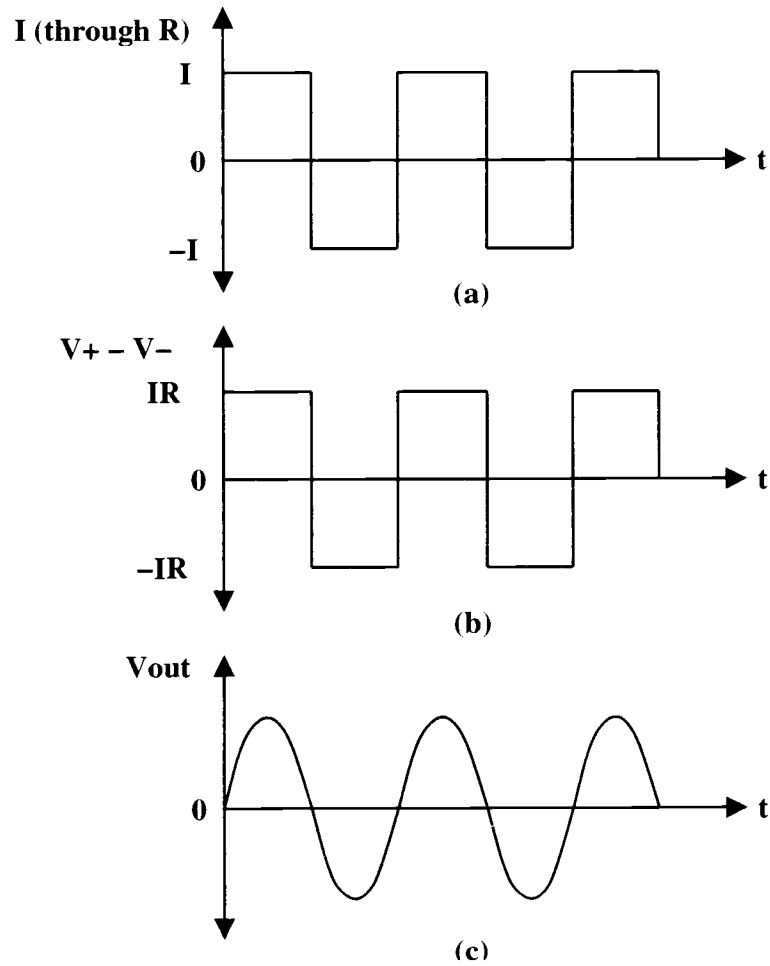 I (through R)
I
0
t
−I
(a)
V+ − V−
IR
0
t
−IR
(b)
Vout
0
t
(c)